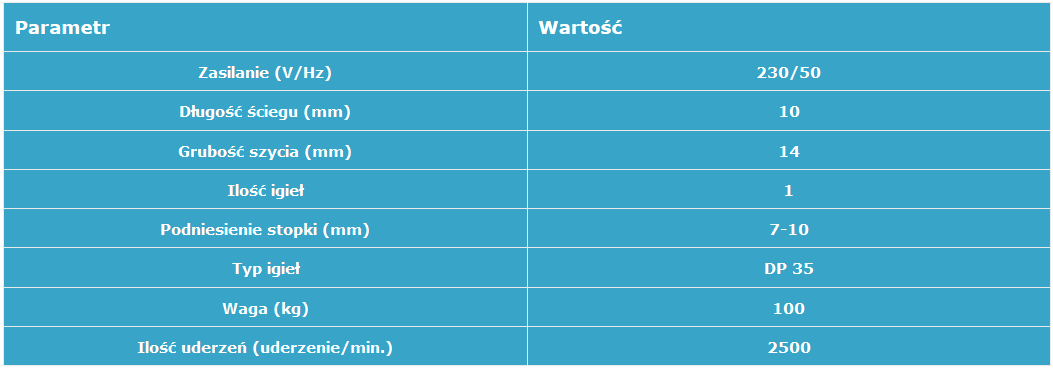 Parametr Wartość
Zasilanie (V/Hz) 230/50
Długość ściegu (mm) 10
Grubość szycia (mm) 14
Ilość igieł 1
Podniesienie stopki (mm) 7-10
Typ igieł DP 35
Waga (kg) 100
Ilość uderzeń (uderzenie/min.) 2500